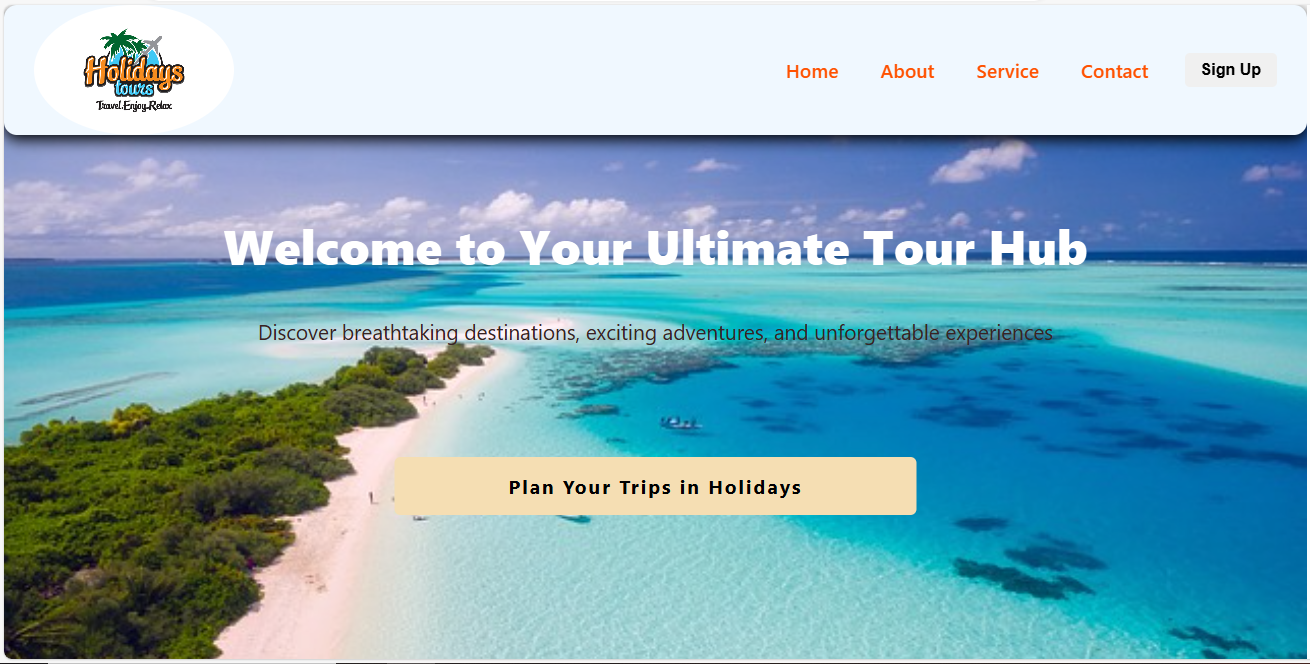 Holidays
tours
Travel.Enjoy.Relax
Home About Service Contact Sign Up
Welcome to Your Ultimate Tour Hub
Discover breathtaking destinations, exciting adventures, and unforgettable experiences
Plan Your Trips in Holidays